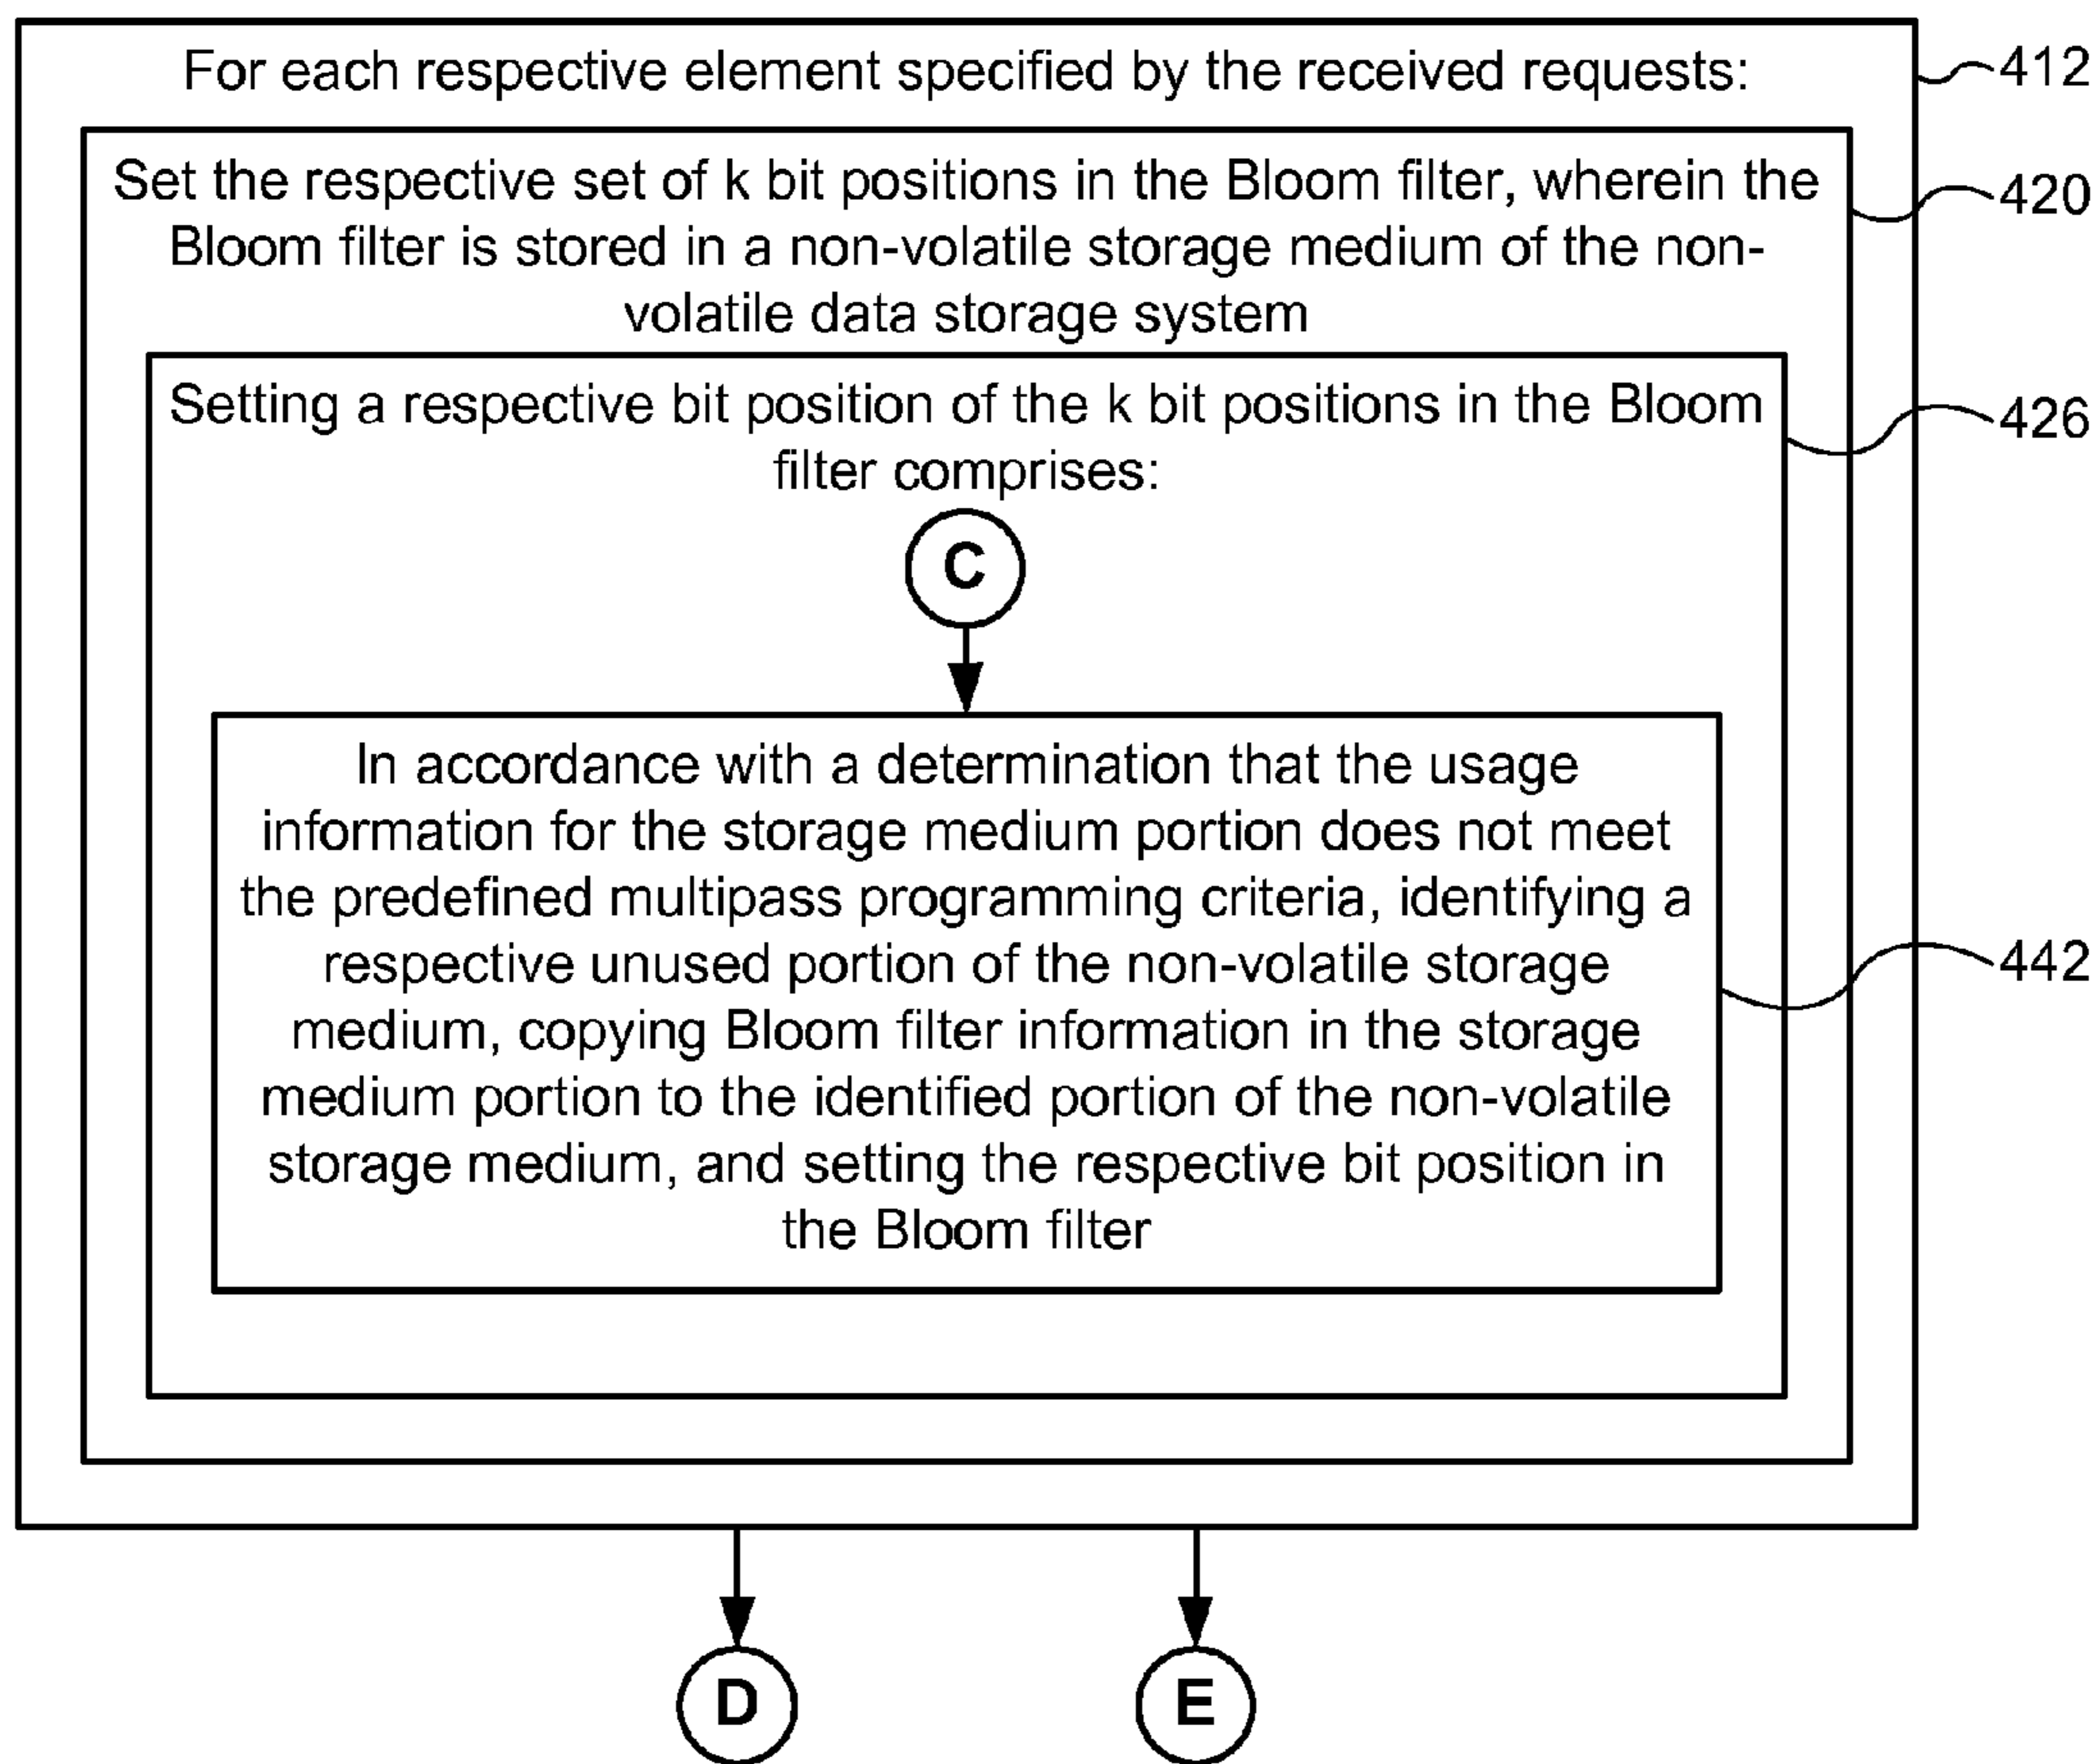 For each respective element specified by the received requests:
412
Set the respective set of k bit positions in the Bloom filter, wherein the
Bloom filter is stored in a non-volatile storage medium of the non-
volatile data storage system
420
Setting a respective bit position of the k bit positions in the Bloom
filter comprises:
426
C
In accordance with a determination that the usage
information for the storage medium portion does not meet
the predefined multipass programming criteria, identifying a
respective unused portion of the non-volatile storage
medium, copying Bloom filter information in the storage
medium portion to the identified portion of the non-volatile
storage medium, and setting the respective bit position in
the Bloom filter
442
D
E